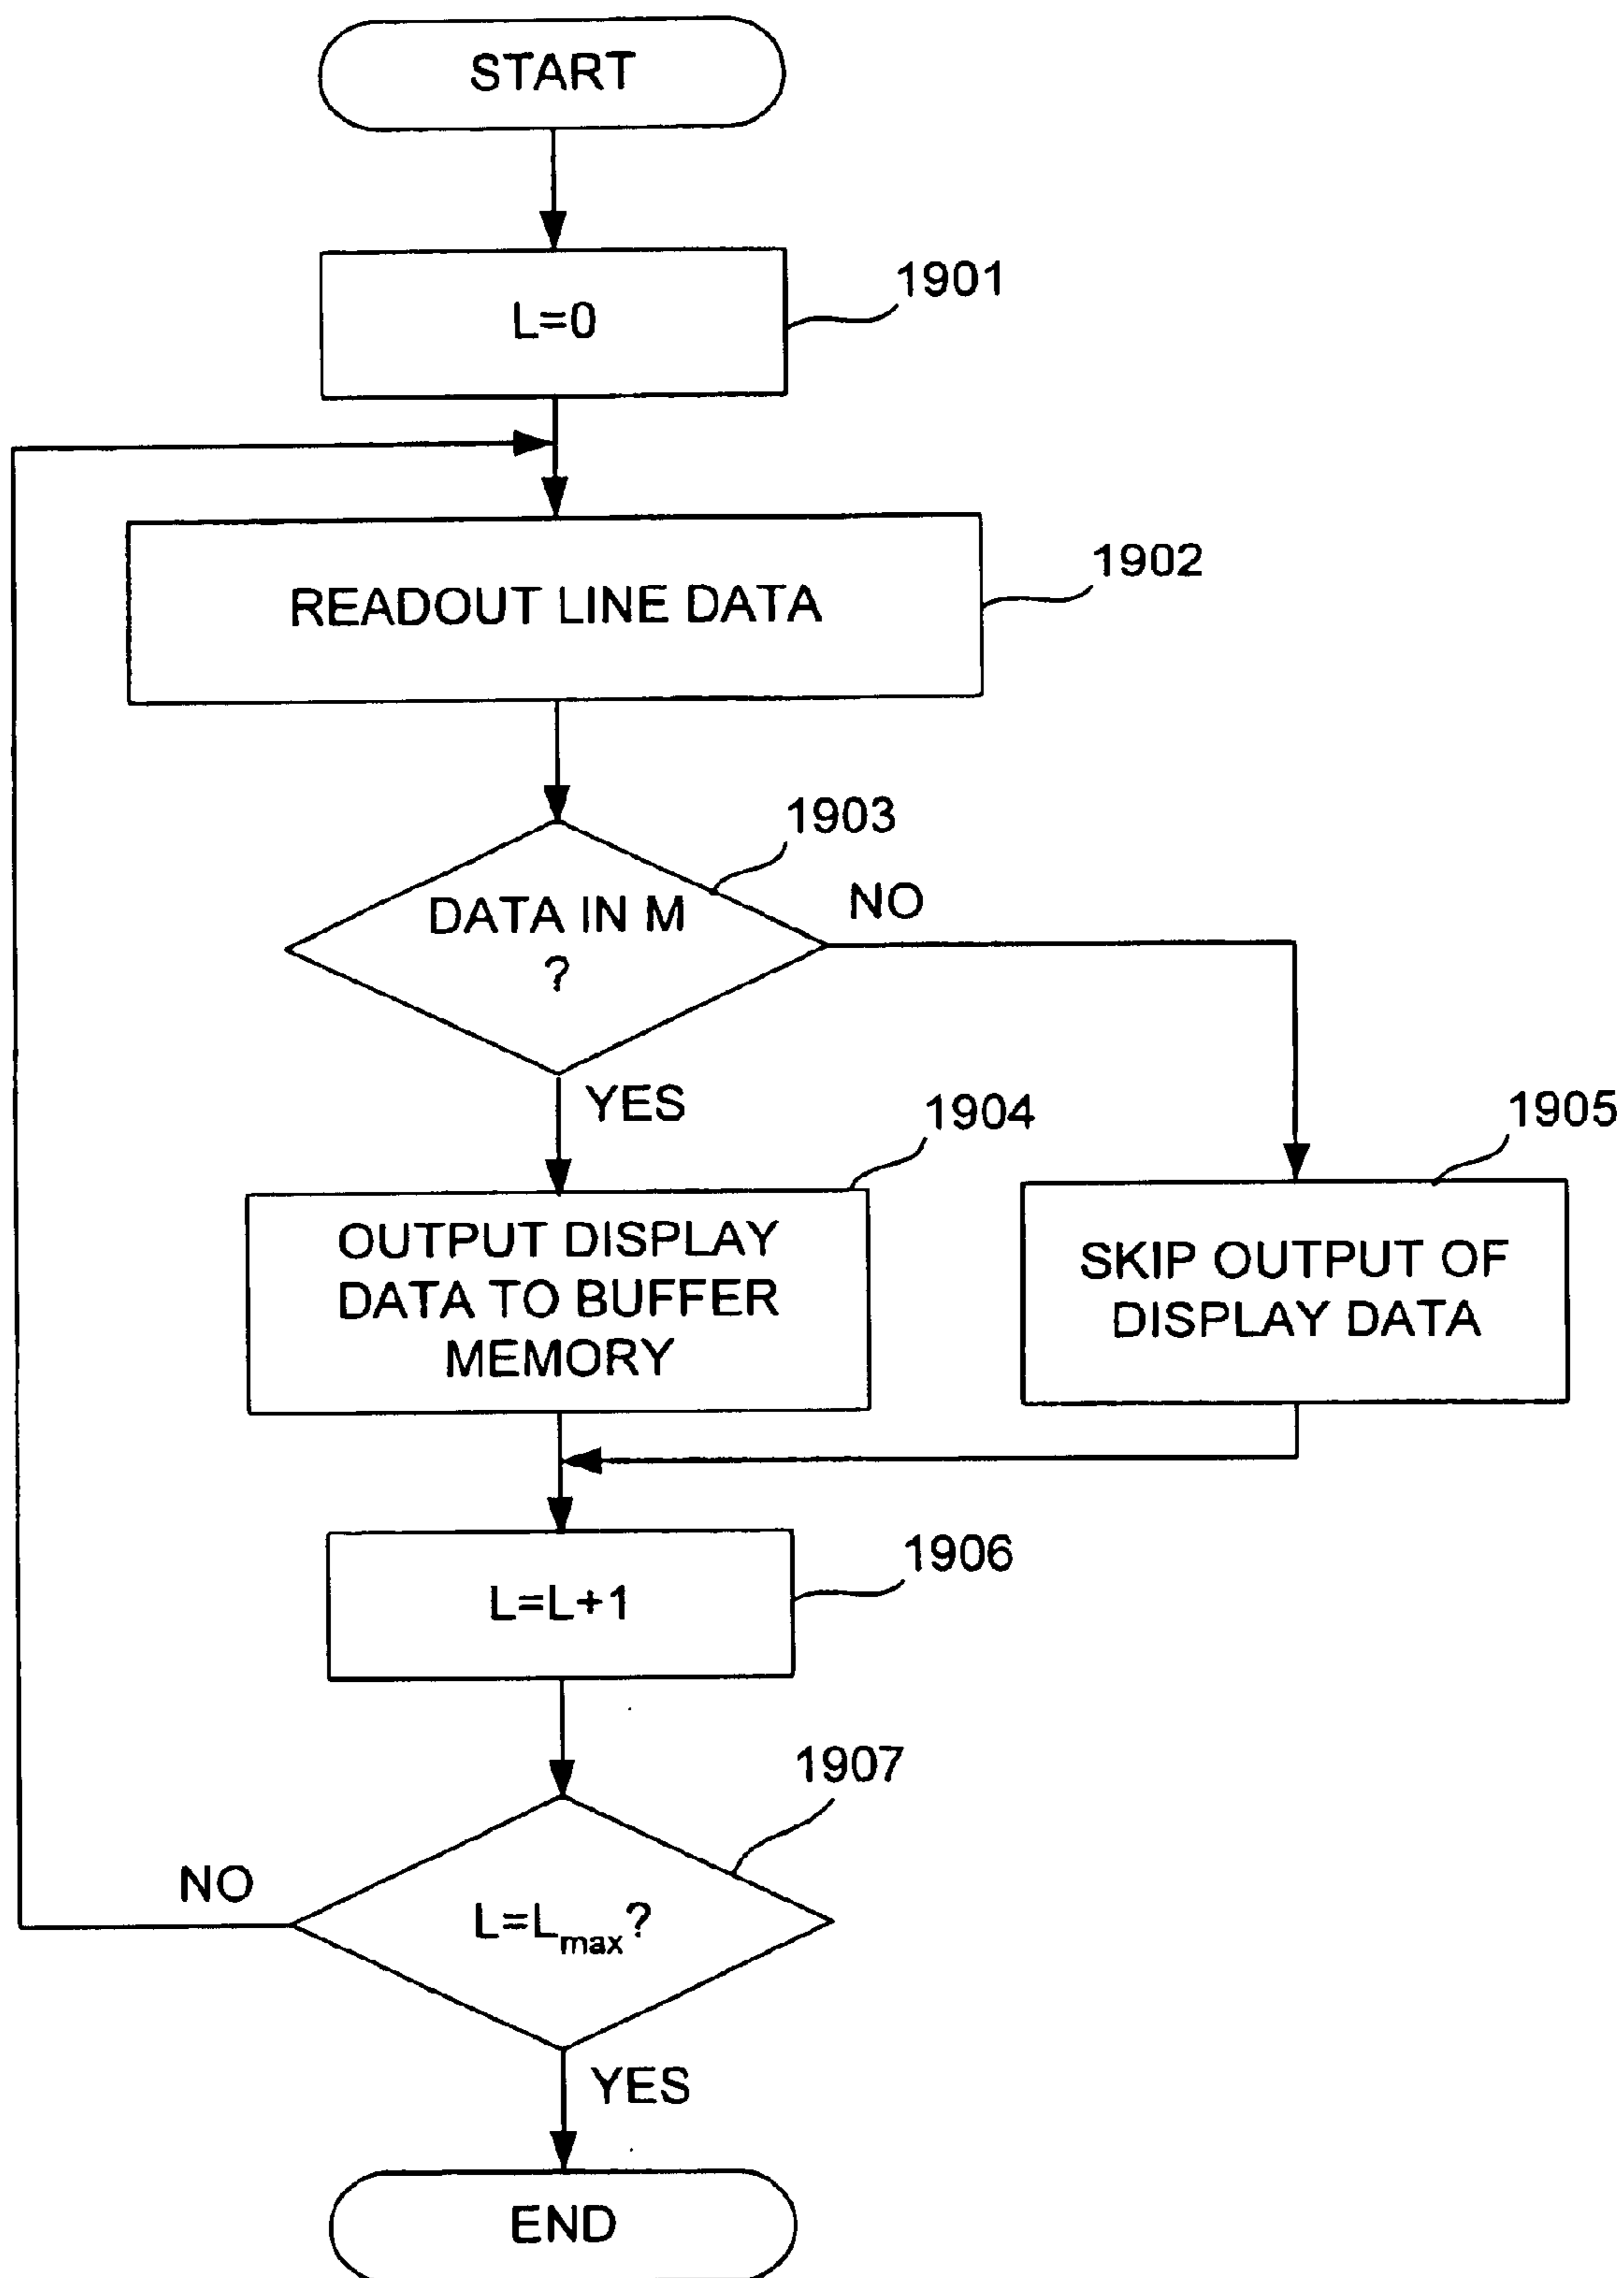 START
L=0
1901
READOUT LINE DATA
1902
1903
DATA IN M
?
NO
YES
1904
OUTPUT DISPLAY
DATA TO BUFFER
MEMORY
1905
SKIP OUTPUT OF
DISPLAY DATA
1906
L=L+1
1907
NO
L=Lmax?
YES
END